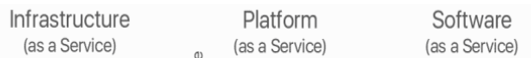 Infrastructure Platform Software
(as a Service) (as a Service) (as a Service)
e